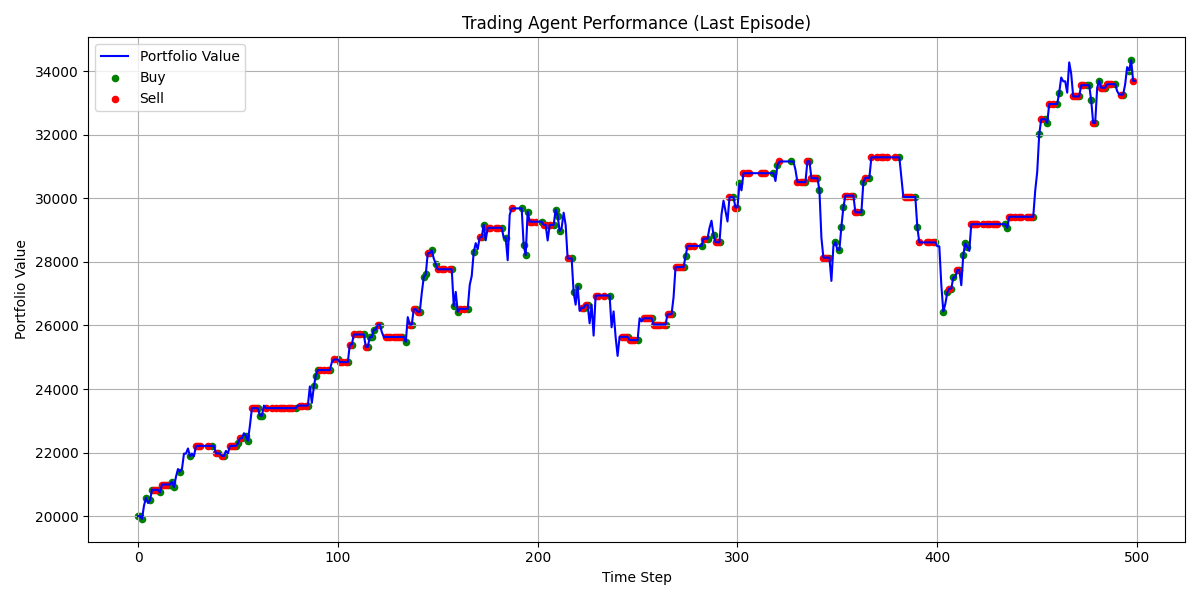 Trading Agent Performance (Last Episode)
Portfolio Value
Buy
Sell
Portfolio Value
34000
32000
30000
28000
26000
24000
22000
20000
0 100 200 300 400 500
Time Step